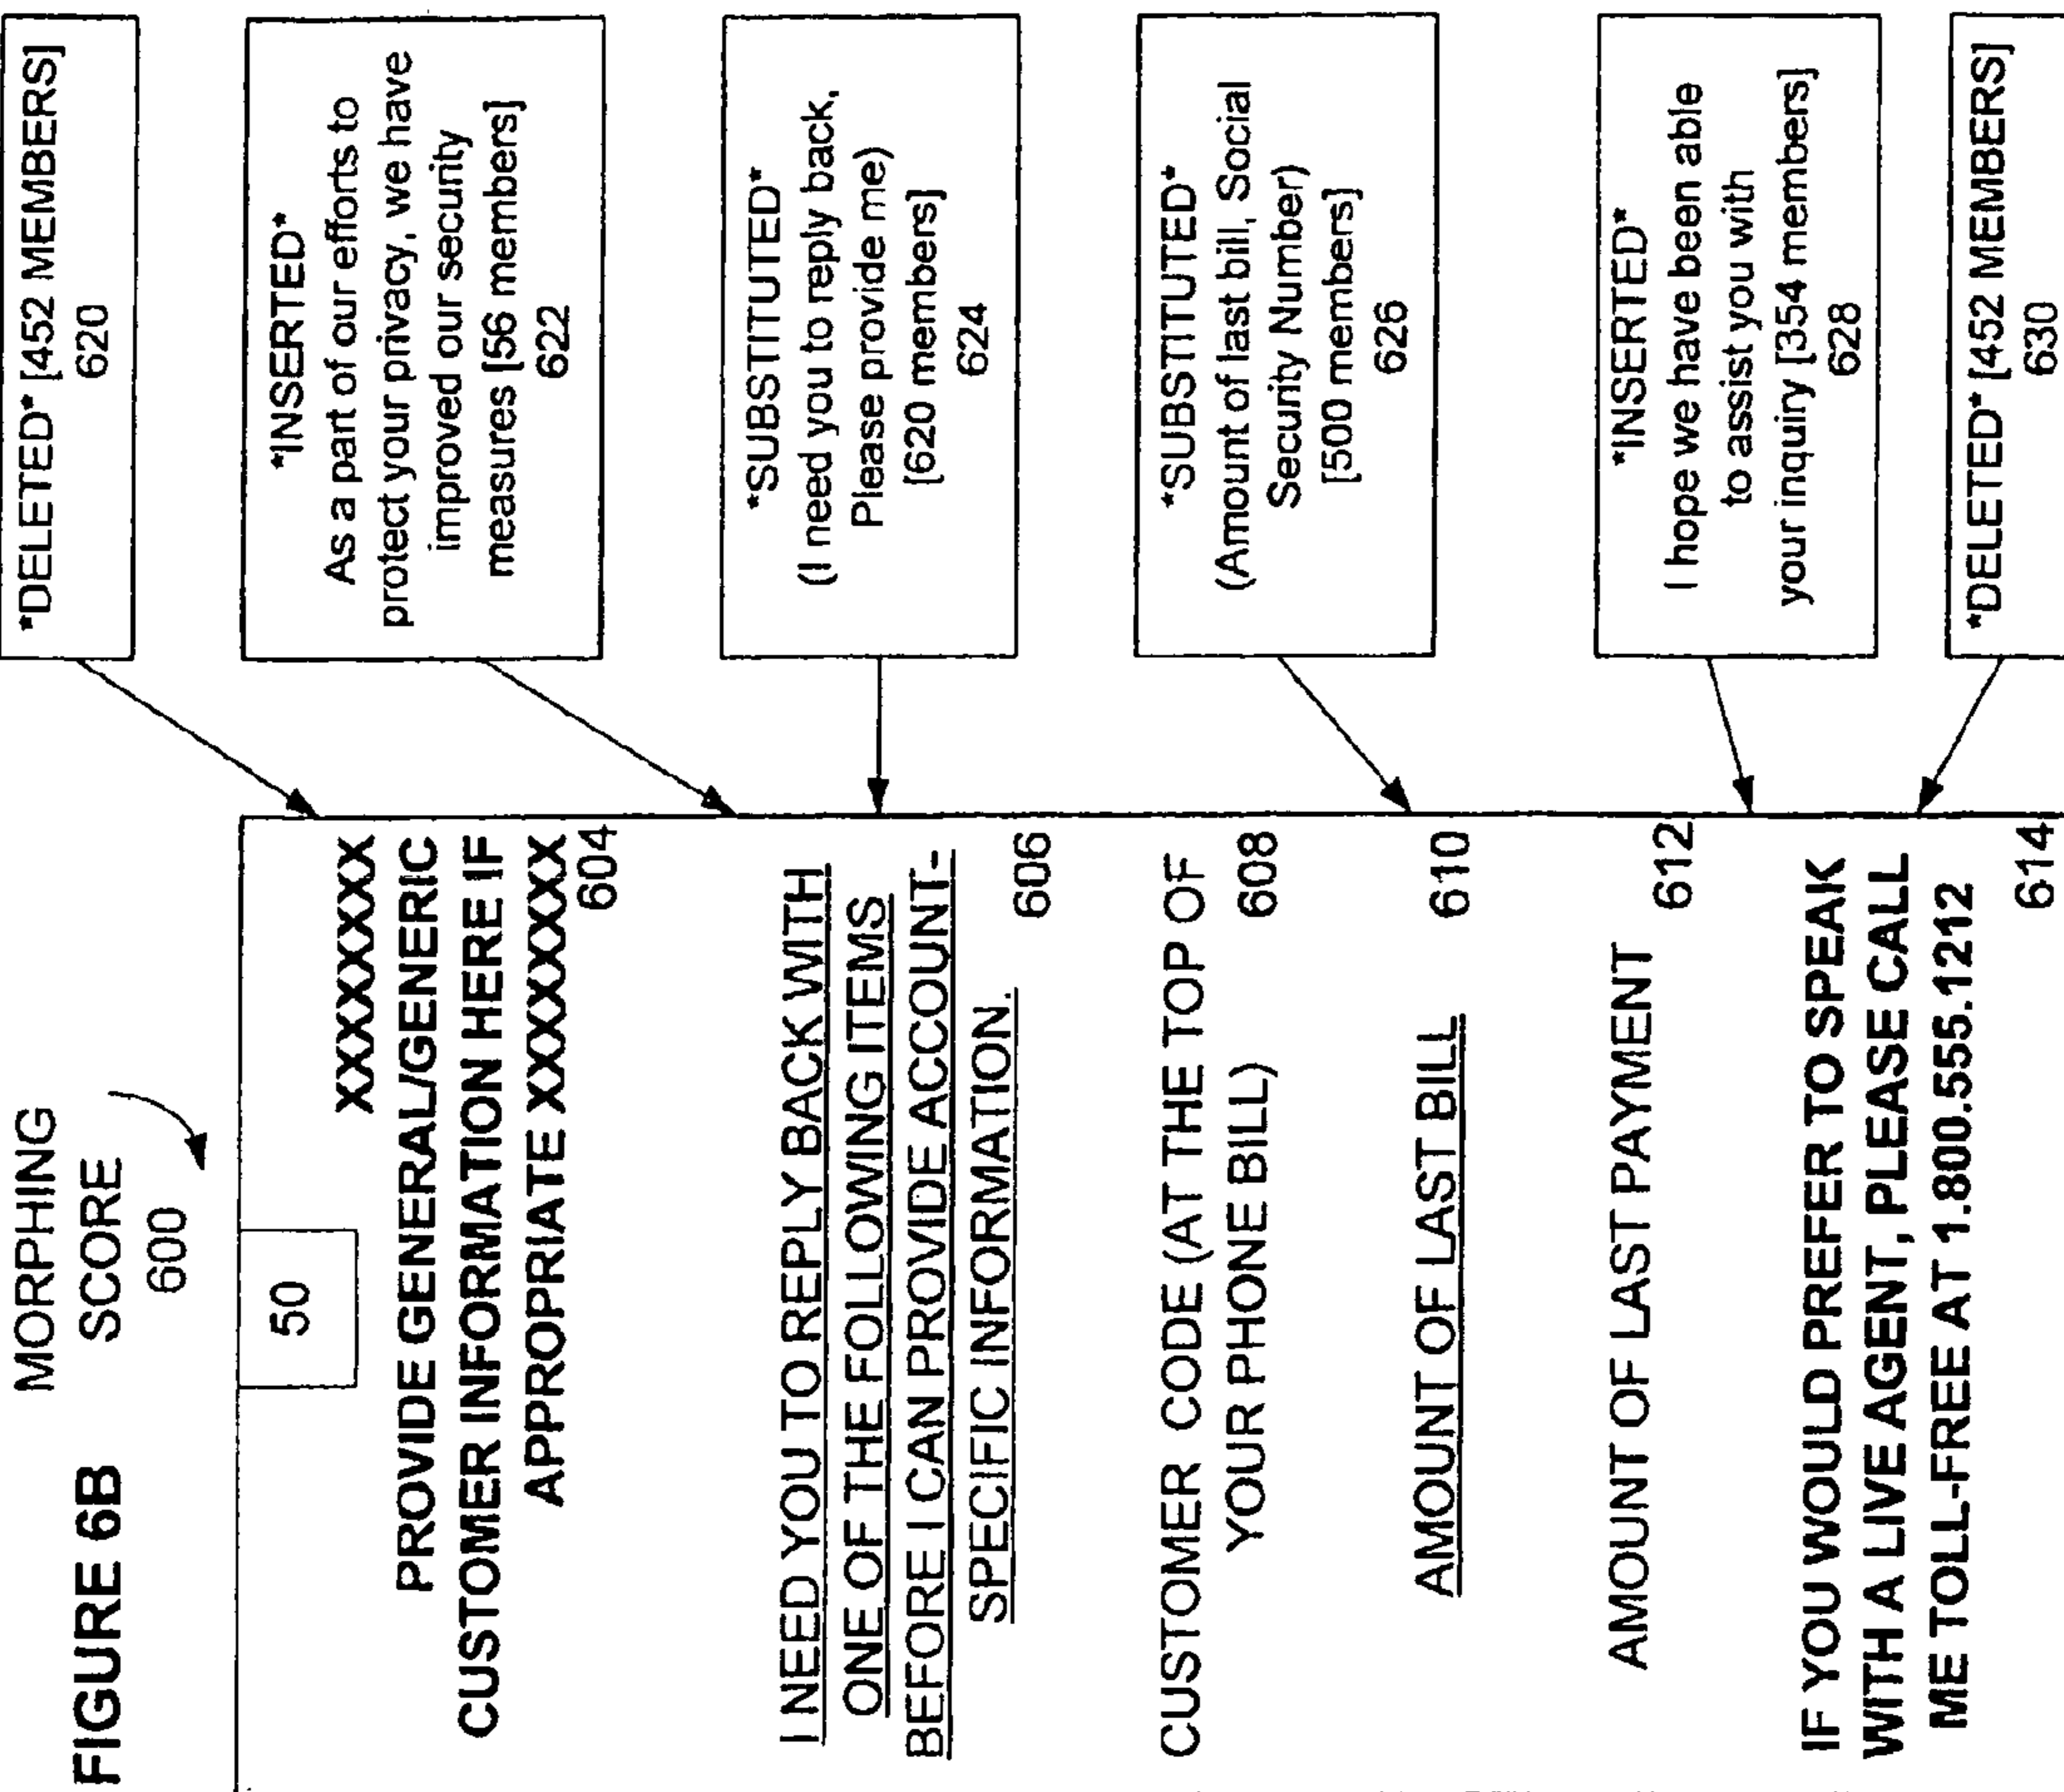 FIGURE 6B
MORPHING
SCORE
600
50
XXXXXXX
PROVIDE GENERAL/GENERIC
CUSTOMER INFORMATION HERE IF
APPROPRIATE XXXXXXX
604
I NEED YOU TO REPLY BACK WITH
ONE OF THE FOLLOWING ITEMS
BEFORE I CAN PROVIDE ACCOUNT-
SPECIFIC INFORMATION.
606
CUSTOMER CODE (AT THE TOP OF
YOUR PHONE BILL)
608
AMOUNT OF LAST BILL
610
AMOUNT OF LAST PAYMENT
612
IF YOU WOULD PREFER TO SPEAK
WITH A LIVE AGENT, PLEASE CALL
ME TOLL-FREE AT 1.800.555.1212
614
*DELETED* [452 MEMBERS]
620
*INSERTED*
As a part of our efforts to
protect your privacy, we have
improved our security
measures [56 members]
622
*SUBSTITUTED*
(I need you to reply back,
Please provide me)
[620 members]
624
*SUBSTITUTED*
(Amount of last bill, Social
Security Number)
[500 members]
626
*INSERTED*
I hope we have been able
to assist you with
your inquiry [354 members]
628
*DELETED* [452 MEMBERS]
630